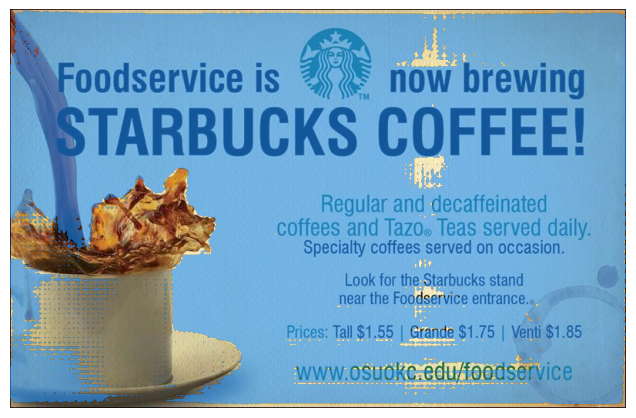 Foodservice is now brewing
STARBUCKS COFFEE!
TM
Regular and decaffeinated
coffees and Tazo® Teas served daily.
Specialty coffees served on occasion.
Look for the Starbucks stand
near the Foodservice entrance.
Prices: Tall $1.55 | Grande $1.75 | Venti $1.85
www.osuokc.edu/foodservice